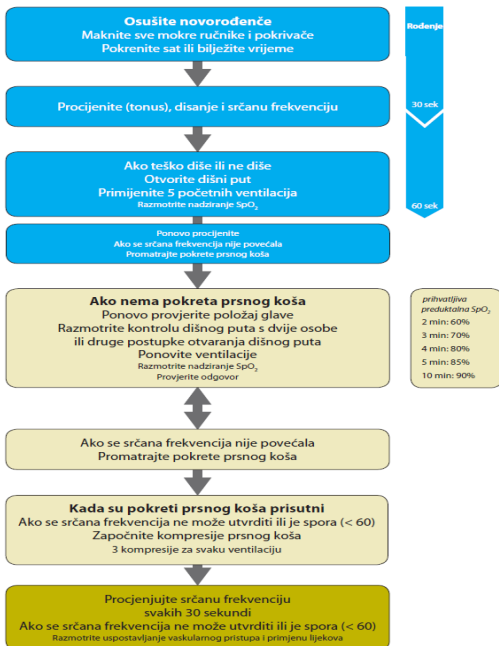 Osušite novorođenče
Maknite sve mokre ručnike i pokrivače
Pokrenite sat ili bilježite vrijeme
Rođenje
Procijenite (tonus), disanje i srčanu frekvenciju
30 sek
Ako teško diše ili ne diše
Otvorite dišni put
Primijenite 5 početnih ventilacija
Razmotrite nadziranje SpO₂
60 sek
Ponovo procijenite
Ako se srčana frekvencija nije povećala
Promatrajte pokrete prsnog koša
Ako nema pokreta prsnog koša
Ponovo provjerite položaj glave
Razmotrite kontrolu dišnog puta s dvije osobe
ili druge postupke otvaranja dišnog puta
Ponovite ventilacije
Razmotrite nadziranje SpO₂
Provjerite odgovor
prihvatljiva
preduktalna SpO₂
2 min: 60%
3 min: 70%
4 min: 80%
5 min: 85%
10 min: 90%
Ako se srčana frekvencija nije povećala
Promatrajte pokrete prsnog koša
Kada su pokreti prsnog koša prisutni
Ako se srčana frekvencija ne može utvrditi ili je spora (< 60)
Započnite kompresije prsnog koša
3 kompresije za svaku ventilaciju
Procjenjujte srčanu frekvenciju
svakih 30 sekundi
Ako se srčana frekvencija ne može utvrditi ili je spora (< 60)
Razmotrite uspostavljanje vaskularnog pristupa i primjenu lijekova